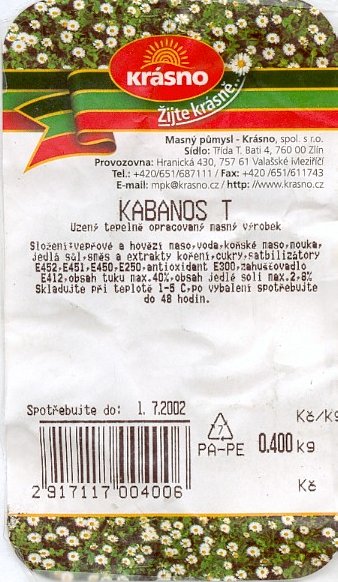 Krásno
Žijte krásně.
Masný půmysl - Krásno, spol. s r.o.
Sídlo: Třída T. Bati 4, 760 00 Zlín
Provozovna: Hranická 430, 757 61 Valašské Meziříčí
Tel.: +420/651/687111 / Fax: +420/651/611743
E-mail: mpk@krasno.cz / http: //www.krasno.cz
KABANOS T
Uzený tepelně opracovaný masný výrobek
Složení:vepřové a hovězí maso,voda,koňské maso,mouka,
jedlá sůl,směs a extrakty koření,cukry,satbilizátory
E452,E451,E450,E250,antioxidant E300,zahušťovadlo
E412,obsah tuku max.40%,obsah jedlé soli max.2,8%
Skladujte při teplotě 1-5 C,po vybalení spotřebujte
do 48 hodin.
Spotřebujte do: 1. 7.2002
Kč/kg
7
PA-PE 0.400 kg
2 917117 004006
Kč